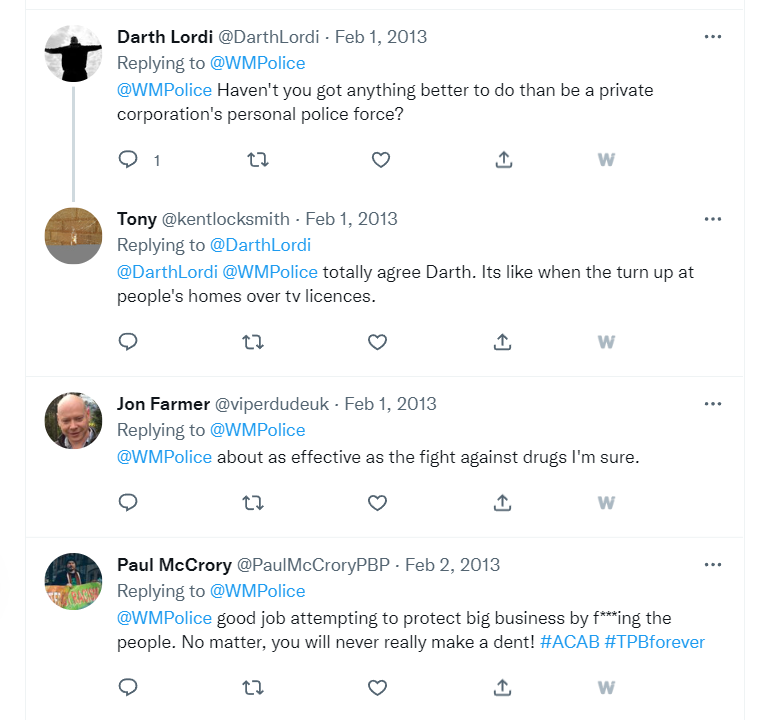 Darth Lordi @DarthLordi · Feb 1, 2013
Replying to @WMPolice
@WMPolice Haven't you got anything better to do than be a private
corporation's personal police force?
1
W
Tony @kentlocksmith · Feb 1, 2013
Replying to @DarthLordi
@DarthLordi @WMPolice totally agree Darth. Its like when the turn up at
people's homes over tv licences.
W
Jon Farmer @viperdudeuk · Feb 1, 2013
Replying to @WMPolice
@WMPolice about as effective as the fight against drugs I'm sure.
W
Paul McCrory @PaulMcCroryPBP · Feb 2, 2013
Replying to @WMPolice
@WMPolice good job attempting to protect big business by f***ing the
people. No matter, you will never really make a dent! #ACAB #TPBforever
W